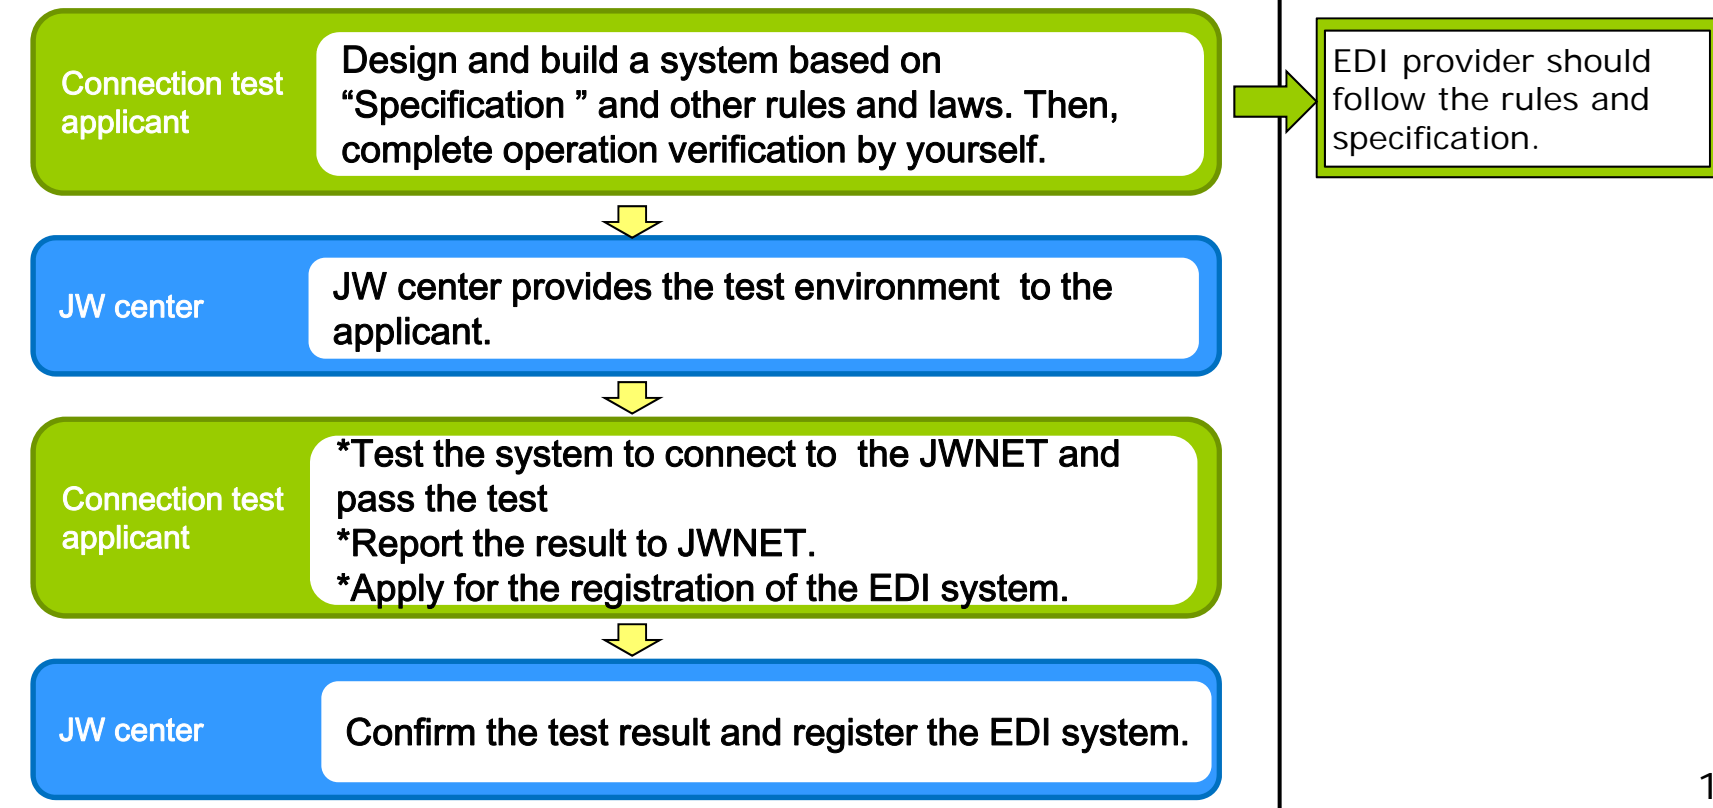 Connection test
applicant
Design and build a system based on
“Specification ” and other rules and laws. Then,
complete operation verification by yourself.
EDI provider should
follow the rules and
specification.
JW center
JW center provides the test environment  to the
applicant.
Connection test
applicant
*Test the system to connect to  the JWNET and
pass the test
*Report the result to JWNET.
*Apply for the registration of the EDI system.
JW center
Confirm the test result and register the EDI system.
1